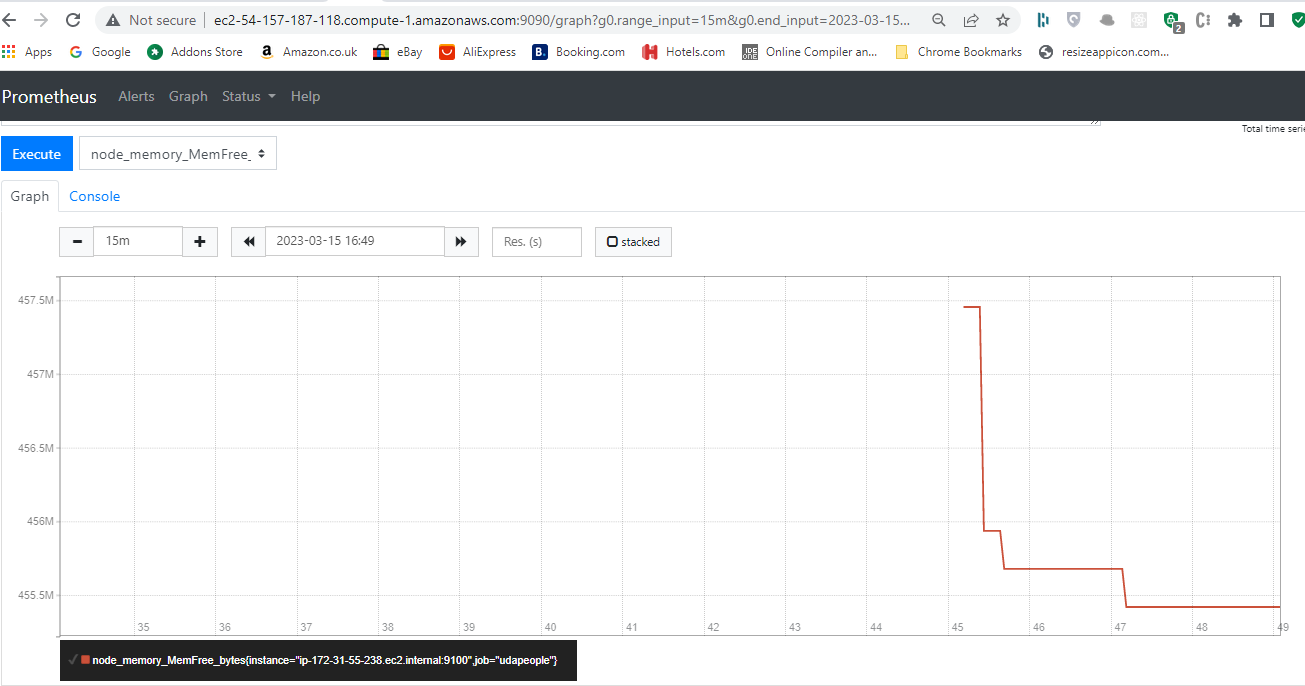 Not secure | ec2-54-157-187-118.compute-1.amazonaws.com:9090/graph?g0.range_input=15m&g0.end_input=2023-03-15... 2
Apps Google Addons Store Amazon.co.uk eBay AliExpress Booking.com Hotels.com Online Compiler an... Chrome Bookmarks resizeappicon.com...
Prometheus Alerts Graph Status Help
Total time serie
Execute node_memory_MemFree_
Graph Console
15m 2023-03-15 16:49 Res. (s) stacked
457.5M
457M
456.5M
456M
455.5M
35 36 37 38 39 40 41 42 43 44 45 46 47 48 49
node_memory_MemFree_bytes{instance="ip-172-31-55-238.ec2.internal:9100",job="udapeople"}